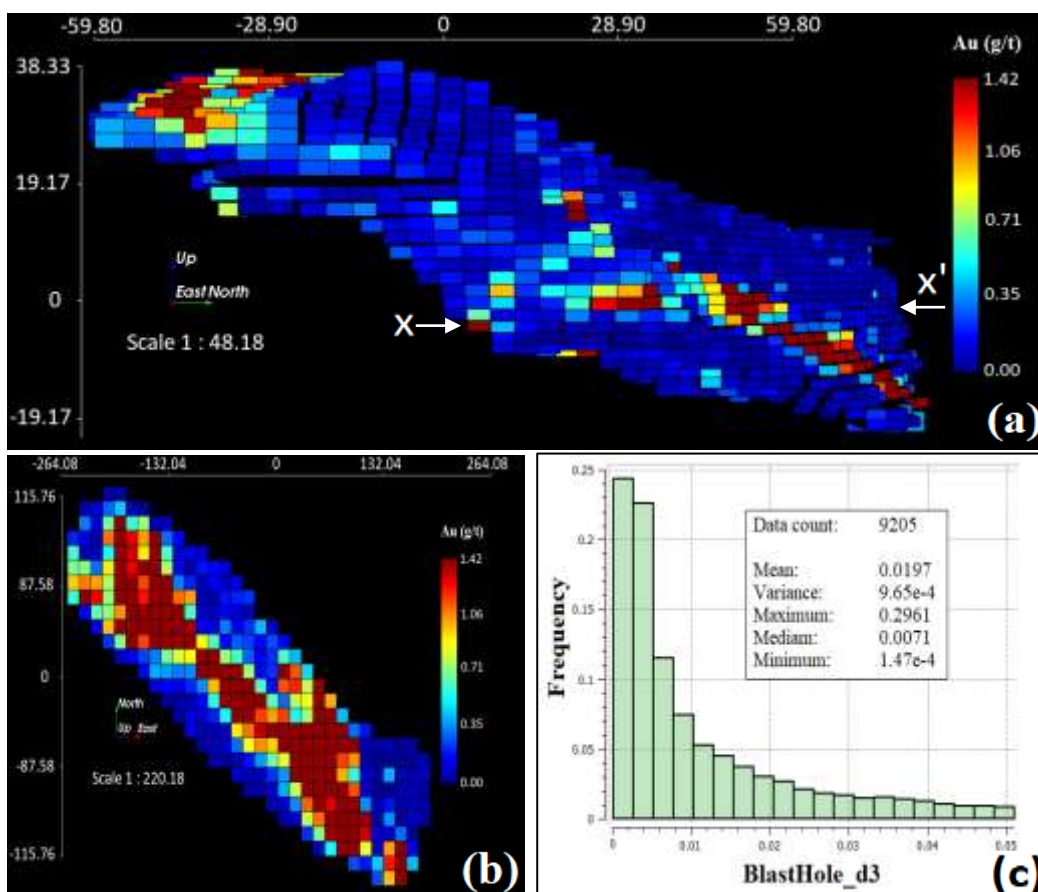 -59.80 -28.90 0 28.90 59.80
Au (g/t)
38.33
19.17
0
-19.17
1.42
1.06
0.71
0.35
0.00
Up
East North
Scale 1 : 48.18
X
X'
(a)
-264.08 -132.04 0 132.04 264.08
Au (g/t)
115.76
87.58
0
-87.58
-115.76
1.42
1.06
0.71
0.35
0.00
North
Up East
Scale 1 : 220.18
(b)
0.25
0.2
0.15
0.1
0.05
0
Frequency
Data count: 9205
Mean: 0.0197
Variance: 9.65e-4
Maximum: 0.2961
Mediam: 0.0071
Minimum: 1.47e-4
0 0.01 0.02 0.03 0.04 0.05
BlastHole_d3
(c)